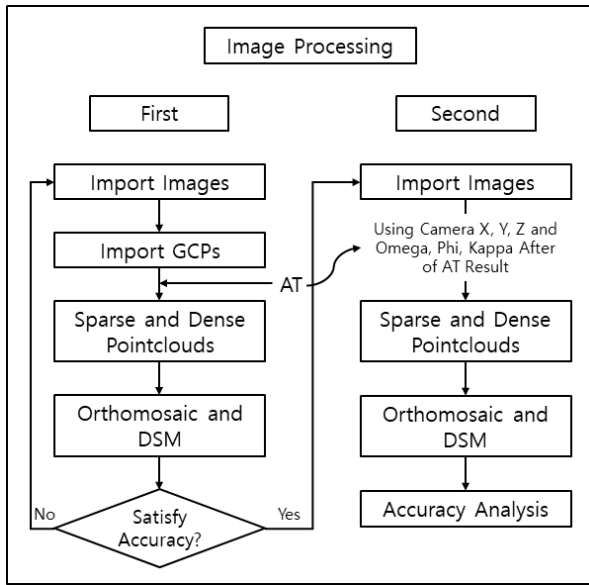 Image Processing
First
Second
Import Images
Import GCPs
AT
Sparse and Dense
Pointclouds
Orthomosaic and
DSM
Satisfy
Accuracy?
No
Yes
Import Images
Using Camera X, Y, Z and
Omega, Phi, Kappa After
of AT Result
Sparse and Dense
Pointclouds
Orthomosaic and
DSM
Accuracy Analysis